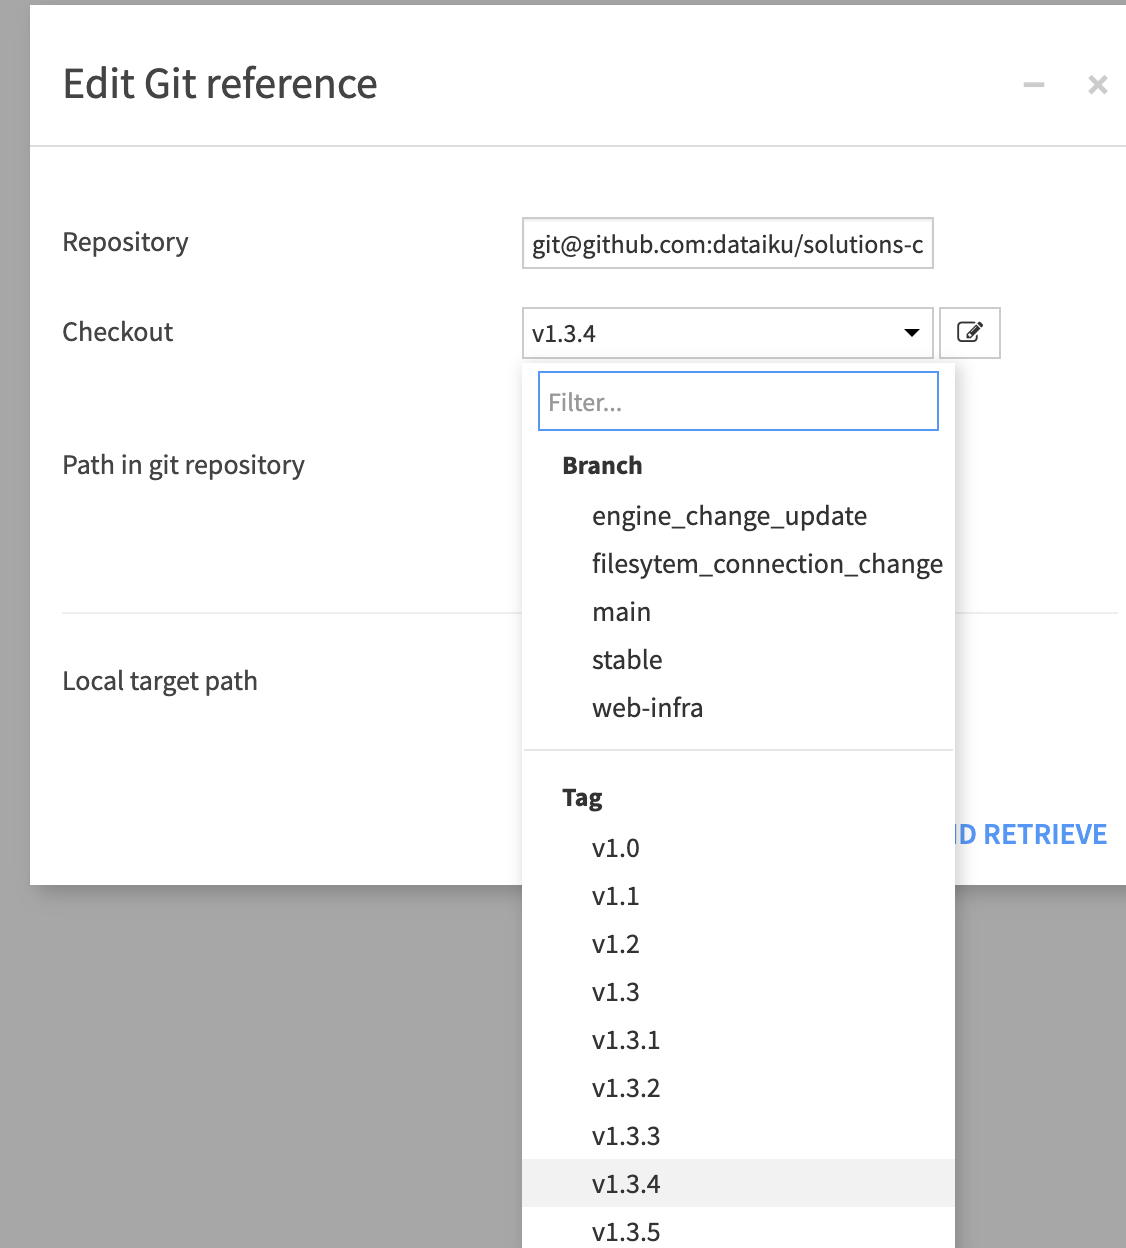 Edit Git reference
Repository
git@github.com:dataiku/solutions-c
Checkout
v1.3.4
Filter...
Path in git repository
Branch
engine_change_update
filesytem_connection_change
main
stable
web-infra
Local target path
Tag
v1.0
RETRIEVE
v1.1
v1.2
v1.3
v1.3.1
v1.3.2
v1.3.3
v1.3.4
v1.3.5